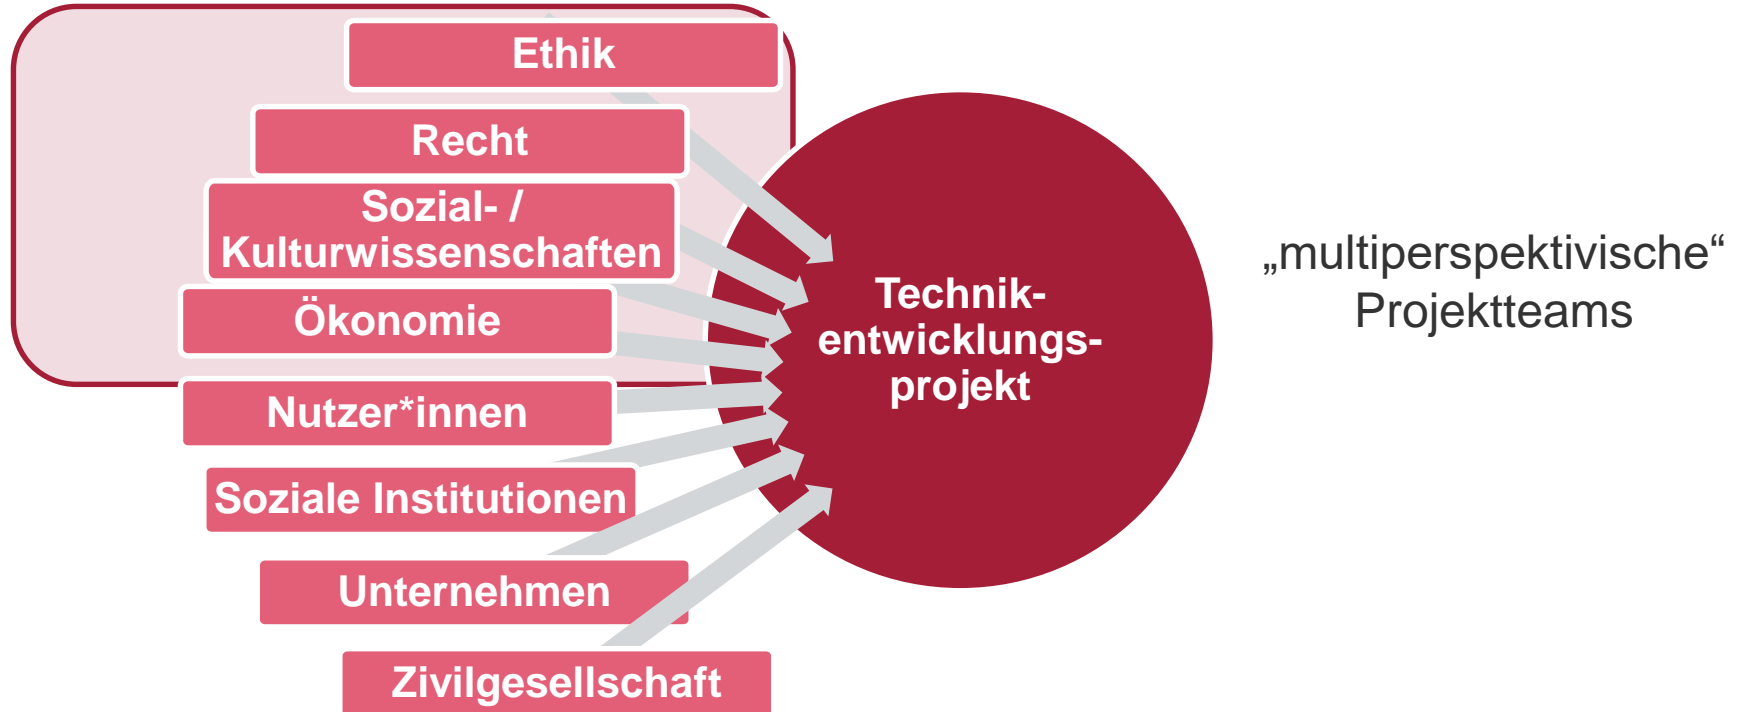 Ethik
Recht
Sozial- /
Kulturwissenschaften
Ökonomie
Nutzer*innen
Soziale Institutionen
Unternehmen
Zivilgesellschaft
Technik-
entwicklungs-
projekt
„multiperspektivische“
Projektteams